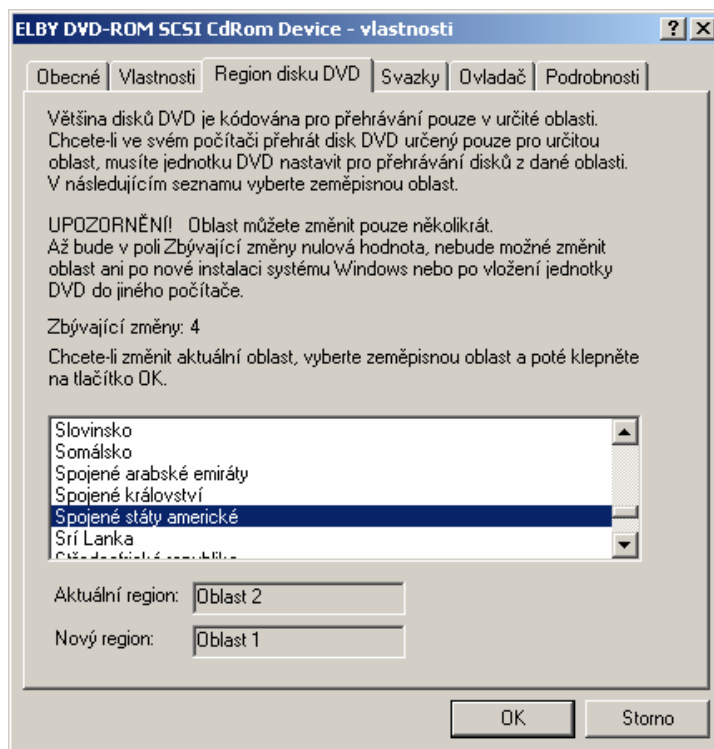 ELBY DVD-ROM SCSI CdRom Device - vlastnosti
Obecné Vlastnosti Region disku DVD Svazky Ovladač Podrobnosti
Většina disků DVD je kódována pro přehrávání pouze v určité oblasti.
Chcete-li ve svém počítači přehrát disk DVD určený pouze pro určitou
oblast, musíte jednotku DVD nastavit pro přehrávání disků z dané oblasti.
V následujícím seznamu vyberte zeměpisnou oblast.
UPOZORNĚNÍ! Oblast můžete změnit pouze několikrát.
Až bude v poli Zbývající změny nulová hodnota, nebude možné změnit
oblast ani po nové instalaci systému Windows nebo po vložení jednotky
DVD do jiného počítače.
Zbývající změny: 4
Chcete-li změnit aktuální oblast, vyberte zeměpisnou oblast a poté klepněte
na tlačítko OK.
Slovinsko
Somálsko
Spojené arabské emiráty
Spojené království
Spojené státy americké
Srí Lanka
Aktuální region: Oblast 2
Nový region: Oblast 1
OK Storno